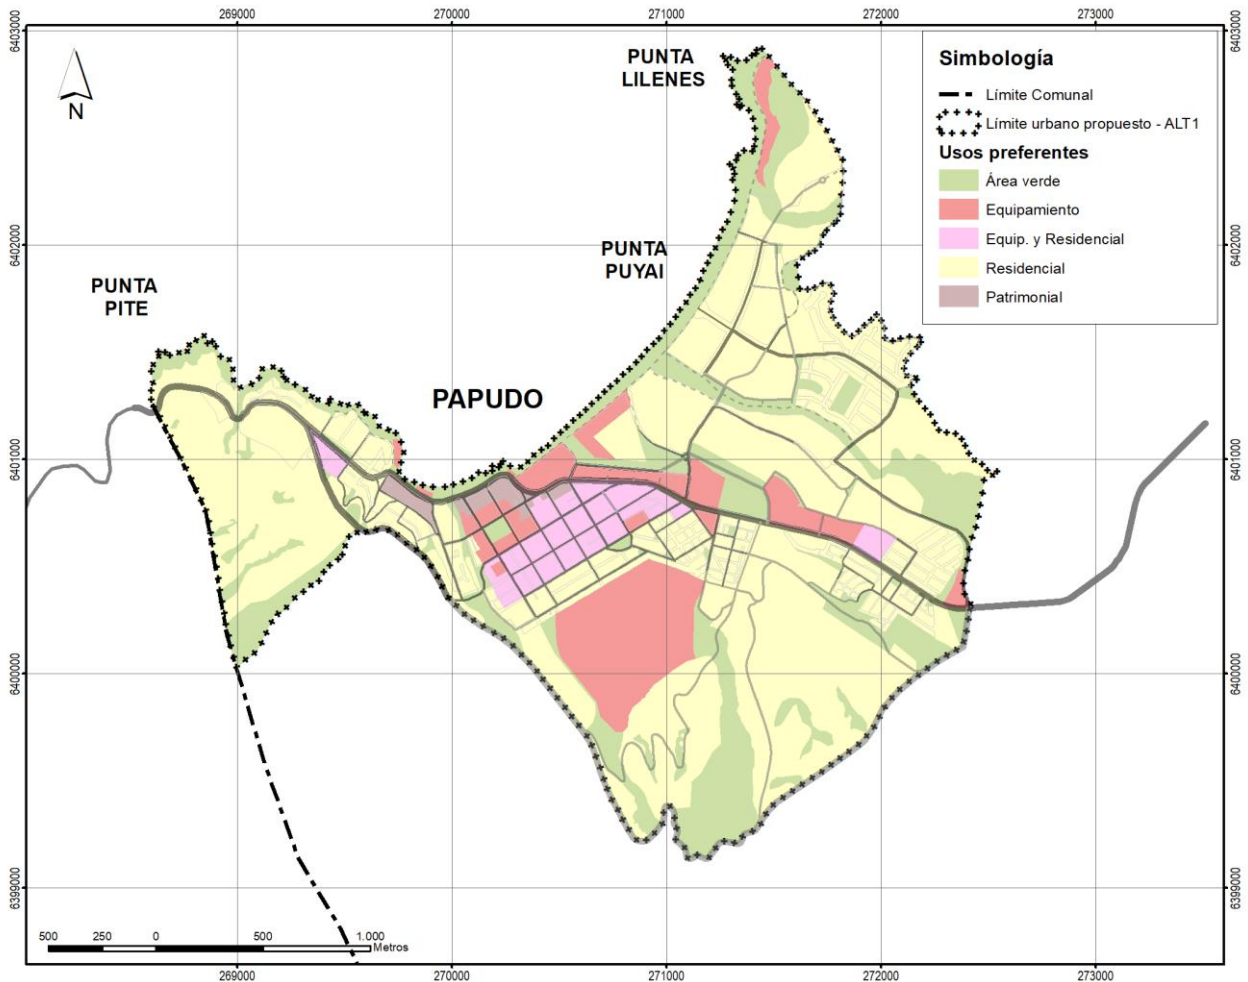 269000
270000
271000
272000
273000
6403000
6403000
N
PUNTA
LILENES
Simbología
Límite Comunal
Límite urbano propuesto - ALT1
Usos preferentes
Área verde
Equipamiento
Equip. y Residencial
Residencial
Patrimonial
6402000
6402000
PUNTA
PUYAI
PUNTA
PITE
PAPUDO
6401000
6401000
6400000
6400000
6399000
6399000
500
250
0
500
1.000
Metros
269000
270000
271000
272000
273000